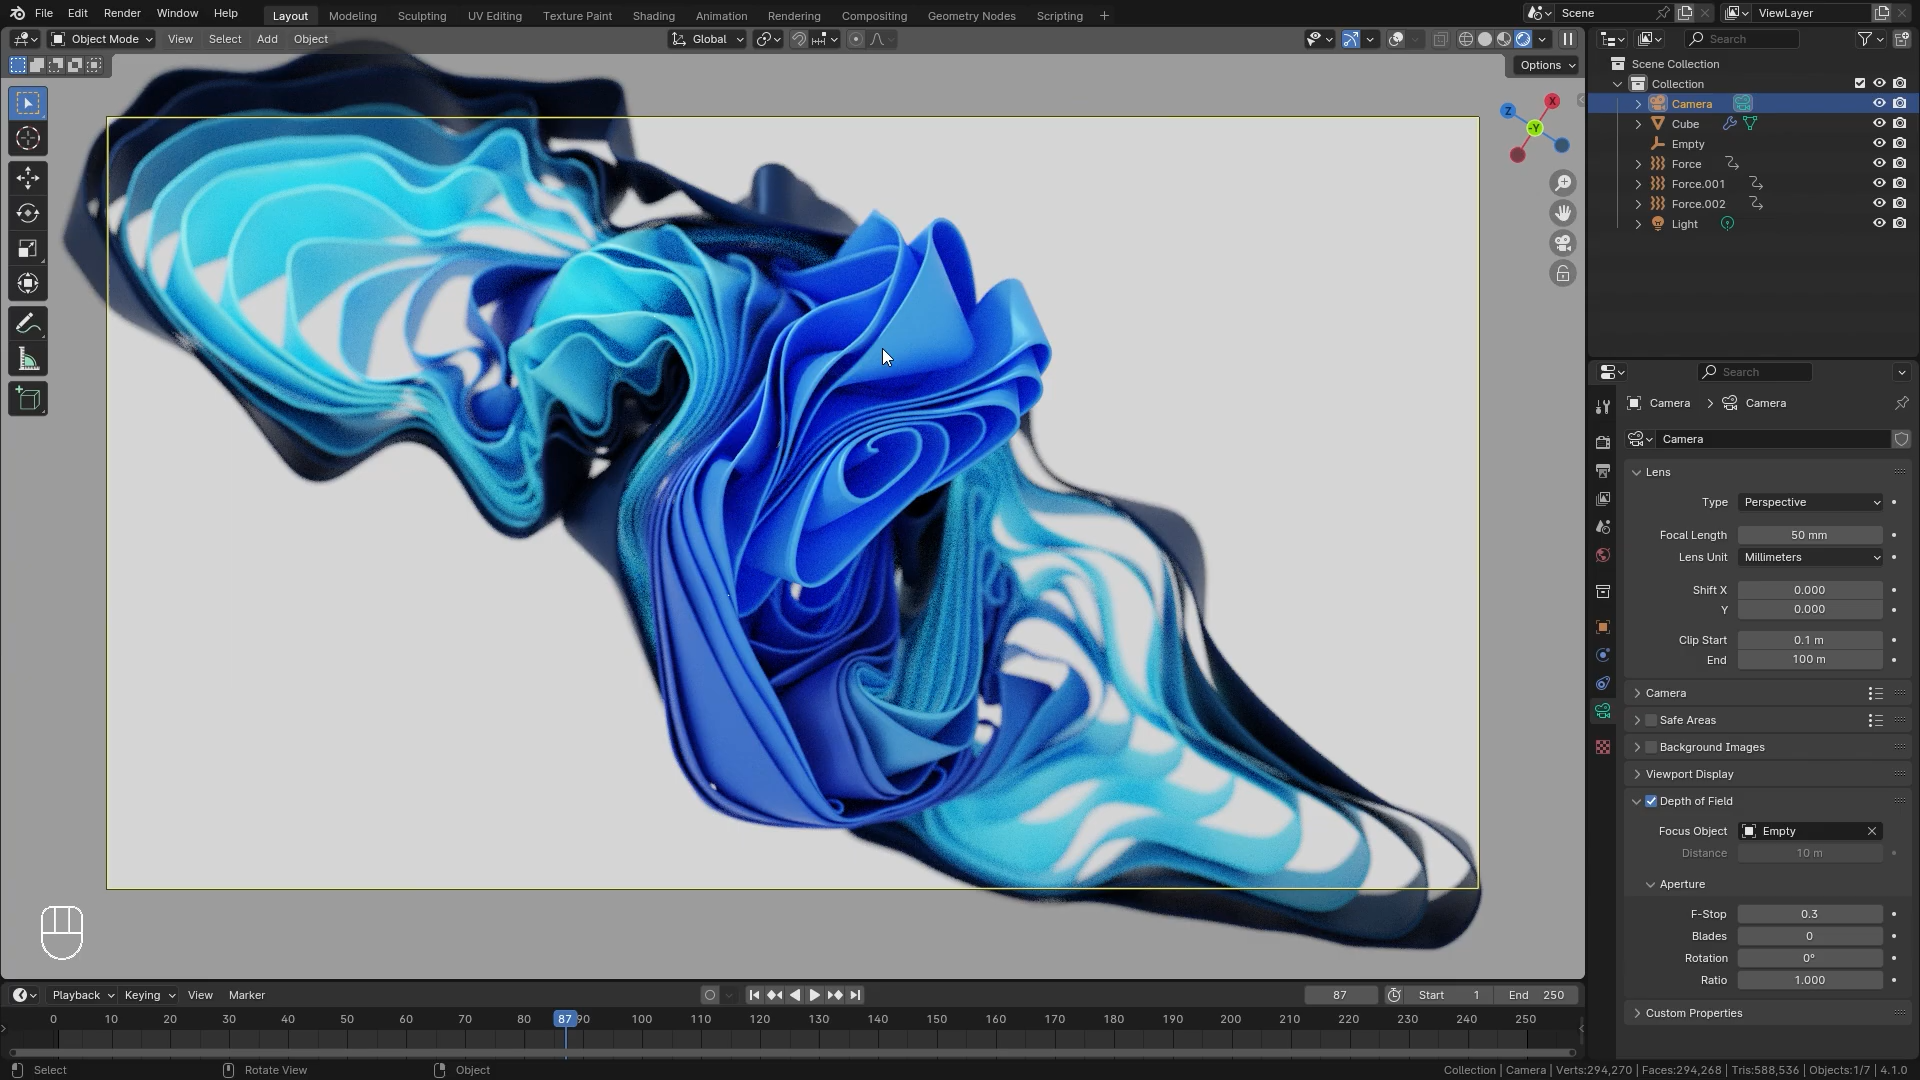 File Edit Render Window Help Layout Modeling Sculpting UV Editing Texture Paint Shading Animation Rendering Compositing Geometry Nodes Scripting + Scene ViewLayer
Object Mode View Select Add Object Global Search
Options
Scene Collection
Collection
Camera
Cube
Empty
Force
Force.001
Force.002
Light
X
Z
-Y
Search
Camera > Camera
Camera
Lens
Type Perspective
Focal Length 50 mm
Lens Unit Millimeters
Shift X 0.000
Y 0.000
Clip Start 0.1 m
End 100 m
Camera
Safe Areas
Background Images
Viewport Display
Depth of Field
Focus Object Empty
Distance 10 m
Aperture
F-Stop 0.3
Blades 0
Rotation 0°
Ratio 1.000
Custom Properties
Playback Keying View Marker 87 Start 1 End 250
0 10 20 30 40 50 60 70 80 87 90 100 110 120 130 140 150 160 170 180 190 200 210 220 230 240 250
Select Rotate View Object Collection | Camera | Verts:294,270 | Faces:294,268 | Tris:588,536 | Objects:1/7 | 4.1.0